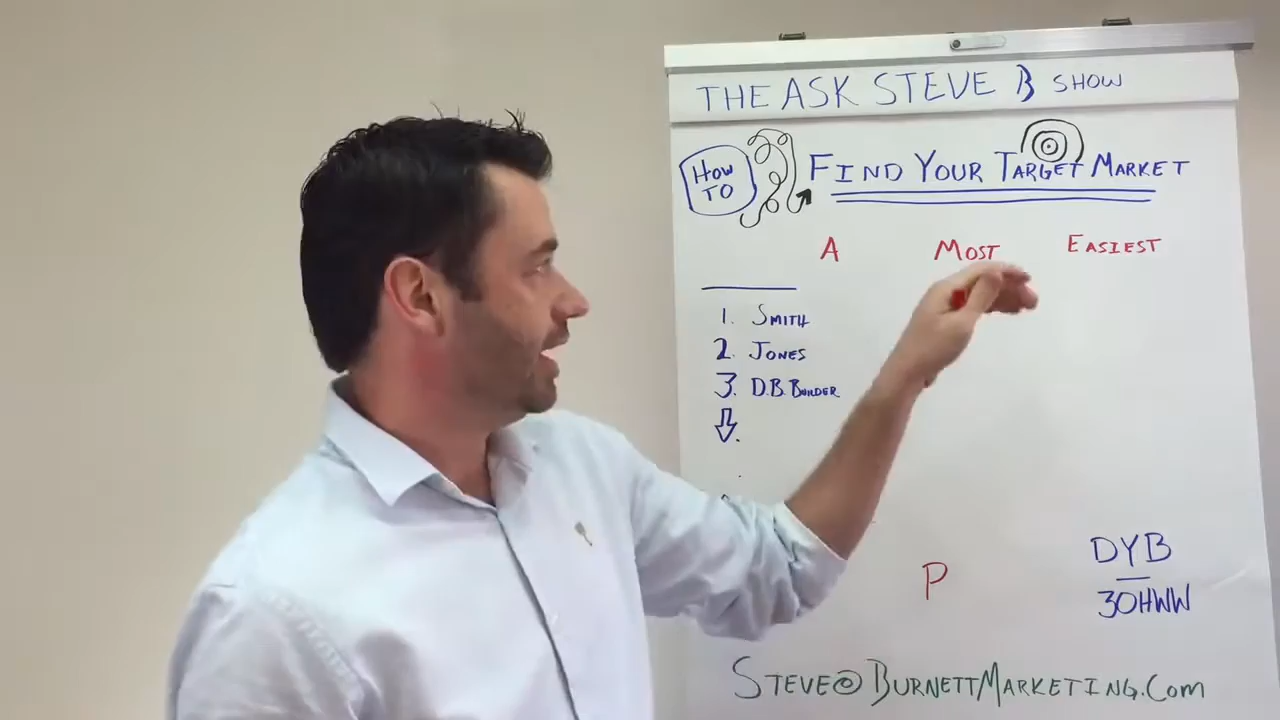 THE ASK STEVE B SHOW
HOW TO FIND YOUR TARGET MARKET
A MOST EASIEST
1. SMITH
2. JONES
3. D.B. BUILDER
P
DYB
30HWW
STEVE@BURNETTMARKETING.COM